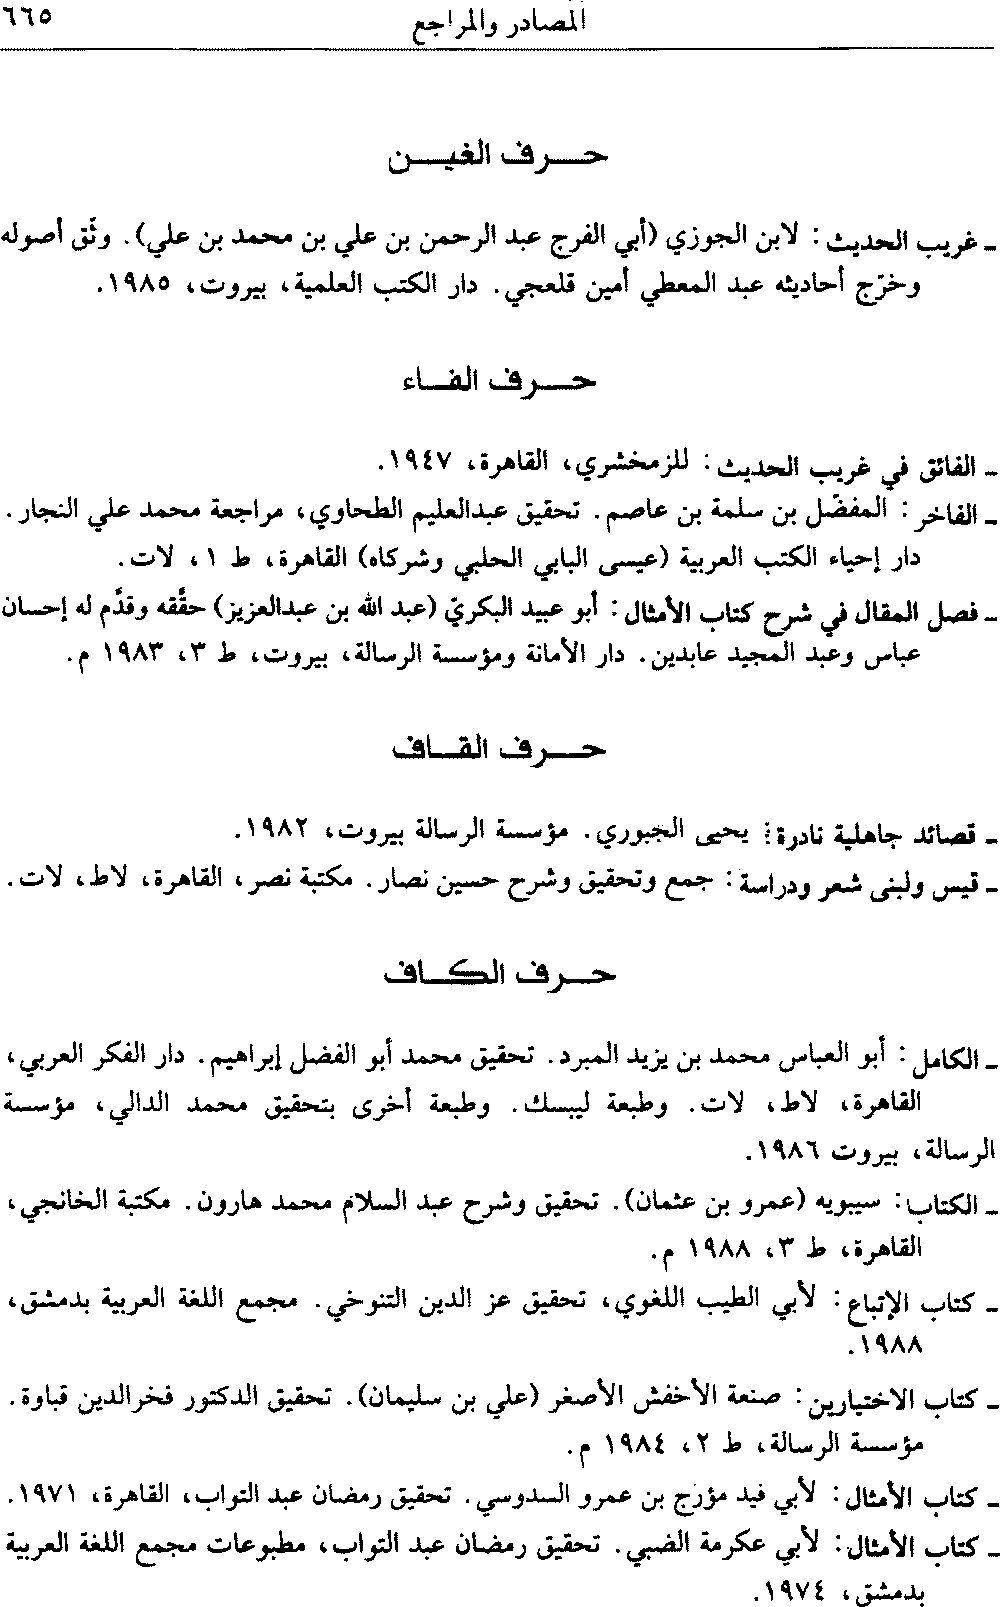 المصادر والمراجع ٦٦٥
حرف الغين
ـ غريب الحديث: لابن الجوزي (أبي الفرج عبد الرحمن بن علي بن محمد بن علي). وثّق أصوله
وخرّج أحاديثه عبد المعطي أمين قلعجي. دار الكتب العلمية، بيروت، ١٩٨٥.
حرف الفاء
ـ الفائق في غريب الحديث: للزمخشري، القاهرة، ١٩٤٧.
ـ الفاخر: المفضّل بن سلمة بن عاصم. تحقيق عبدالعليم الطحاوي، مراجعة محمد علي النجار.
دار إحياء الكتب العربية (عيسى البابي الحلبي وشركاه) القاهرة، ط ١، لات.
ـ فصل المقال في شرح كتاب الأمثال: أبو عبيد البكريّ (عبد الله بن عبدالعزيز) حقّقه وقدّم له إحسان
عباس وعبد المجيد عابدين. دار الأمانة ومؤسسة الرسالة، بيروت، ط ٣، ١٩٨٣ م.
حرف القاف
ـ قصائد جاهلية نادرة: يحيى الجبوري. مؤسسة الرسالة بيروت، ١٩٨٢.
ـ قيس ولبنى شعر ودراسة: جمع وتحقيق وشرح حسين نصار. مكتبة نصر، القاهرة، لاط، لات.
حرف الكاف
ـ الكامل: أبو العباس محمد بن يزيد المبرد. تحقيق محمد أبو الفضل إبراهيم. دار الفكر العربي،
القاهرة، لاط، لات. وطبعة ليبسك. وطبعة أخرى بتحقيق محمد الدالي، مؤسسة
الرسالة، بيروت ١٩٨٦.
ـ الكتاب: سيبويه (عمرو بن عثمان). تحقيق وشرح عبد السلام محمد هارون. مكتبة الخانجي،
القاهرة، ط ٣، ١٩٨٨ م.
ـ كتاب الإتباع: لأبي الطيب اللغوي، تحقيق عز الدين التنوخي. مجمع اللغة العربية بدمشق،
١٩٨٨.
ـ كتاب الاختيارين: صنعة الأخفش الأصغر (علي بن سليمان). تحقيق الدكتور فخرالدين قباوة.
مؤسسة الرسالة، ط ٢، ١٩٨٤ م.
ـ كتاب الأمثال: لأبي فيد مؤرج بن عمرو السدوسي. تحقيق رمضان عبد التواب، القاهرة، ١٩٧١.
ـ كتاب الأمثال: لأبي عكرمة الضبي. تحقيق رمضان عبد التواب، مطبوعات مجمع اللغة العربية
بدمشق، ١٩٧٤.